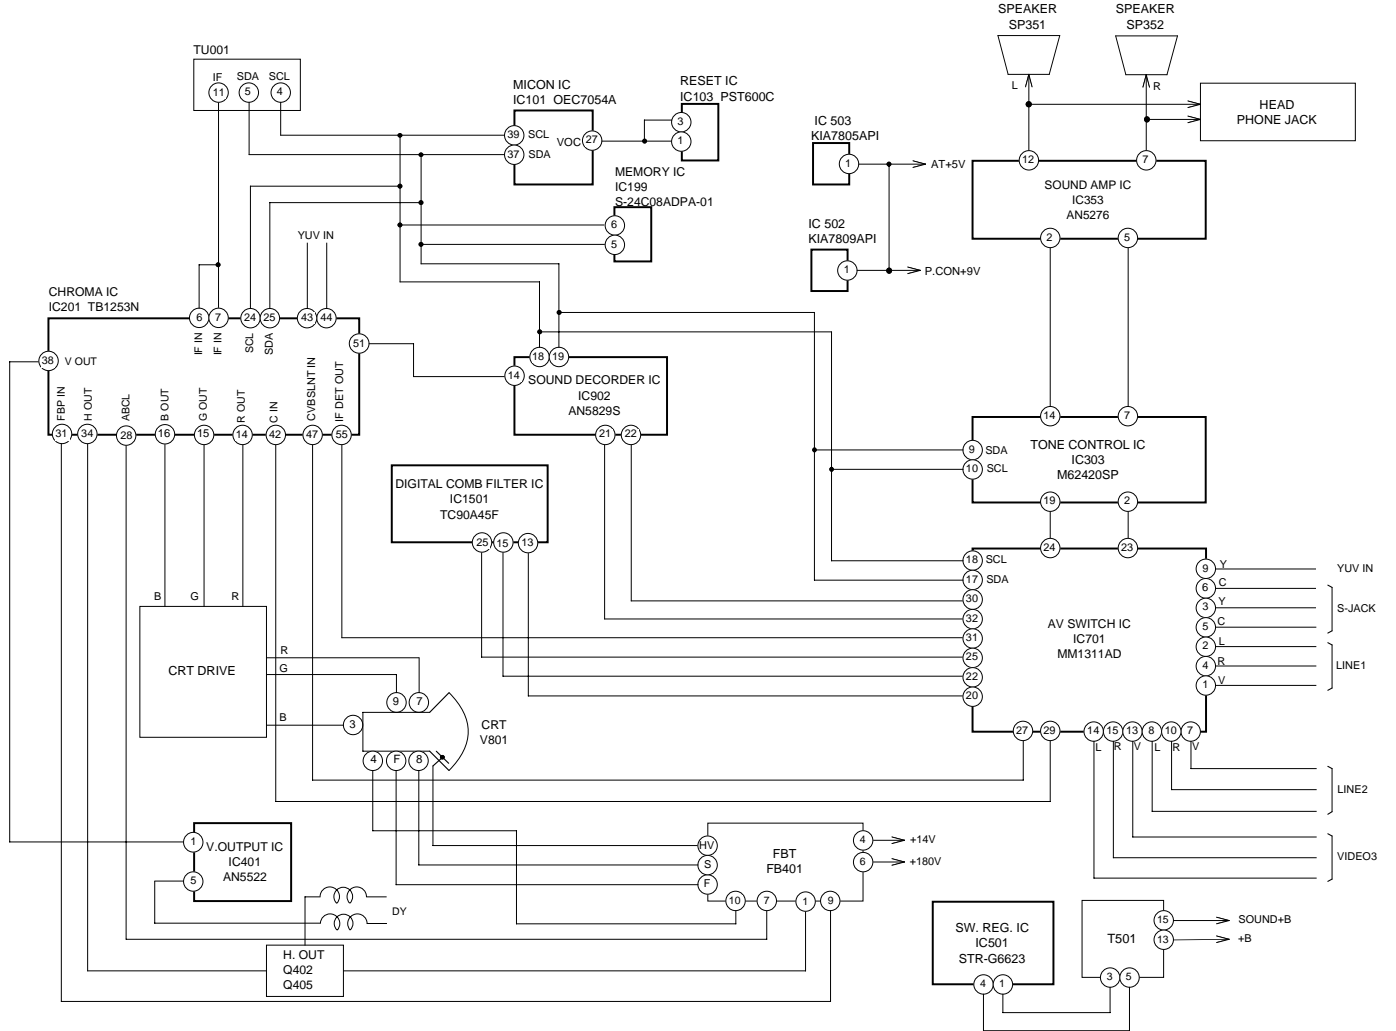 SPEAKER
SP351
SPEAKER
SP352
TU001
IF
SDA
SCL
11
5
4
MICON IC
IC101  OEC7054A
39
SCL
37
SDA
VOC
27
RESET IC
IC103  PST600C
3
1
MEMORY IC
IC199
S-24C08ADPA-01
6
5
IC 503
KIA7805API
1
AT+5V
IC 502
KIA7809API
1
P.CON+9V
L
R
HEAD
PHONE JACK
12
7
SOUND AMP IC
IC353
AN5276
2
5
YUV IN
CHROMA IC
IC201  TB1253N
6
7
24
25
43
44
IF IN
IF IN
SCL
SDA
51
38
V OUT
FBP IN
H OUT
ABCL
B OUT
G OUT
R OUT
C IN
CVBSLNT IN
IF DET OUT
31
34
28
16
15
14
42
47
55
18
19
14
SOUND DECORDER IC
IC902
AN5829S
21
22
14
7
9
SDA
10
SCL
TONE CONTROL IC
IC303
M62420SP
19
2
DIGITAL COMB FILTER IC
IC1501
TC90A45F
25
15
13
24
23
18
SCL
17
SDA
30
32
31
25
22
20
AV SWITCH IC
IC701
MM1311AD
9
Y
6
C
3
Y
5
C
2
L
4
R
1
V
YUV IN
S-JACK
LINE1
27
29
14
15
13
8
10
7
L
R
V
L
R
V
LINE2
VIDEO3
B
G
R
CRT DRIVE
R
G
B
9
7
3
CRT
V801
4
F
8
1
V.OUTPUT IC
IC401
AN5522
5
DY
H. OUT
Q402
Q405
HV
S
F
FBT
FB401
4
+14V
6
+180V
10
7
1
9
SW. REG. IC
IC501
STR-G6623
4
1
T501
15
SOUND+B
13
+B
3
5